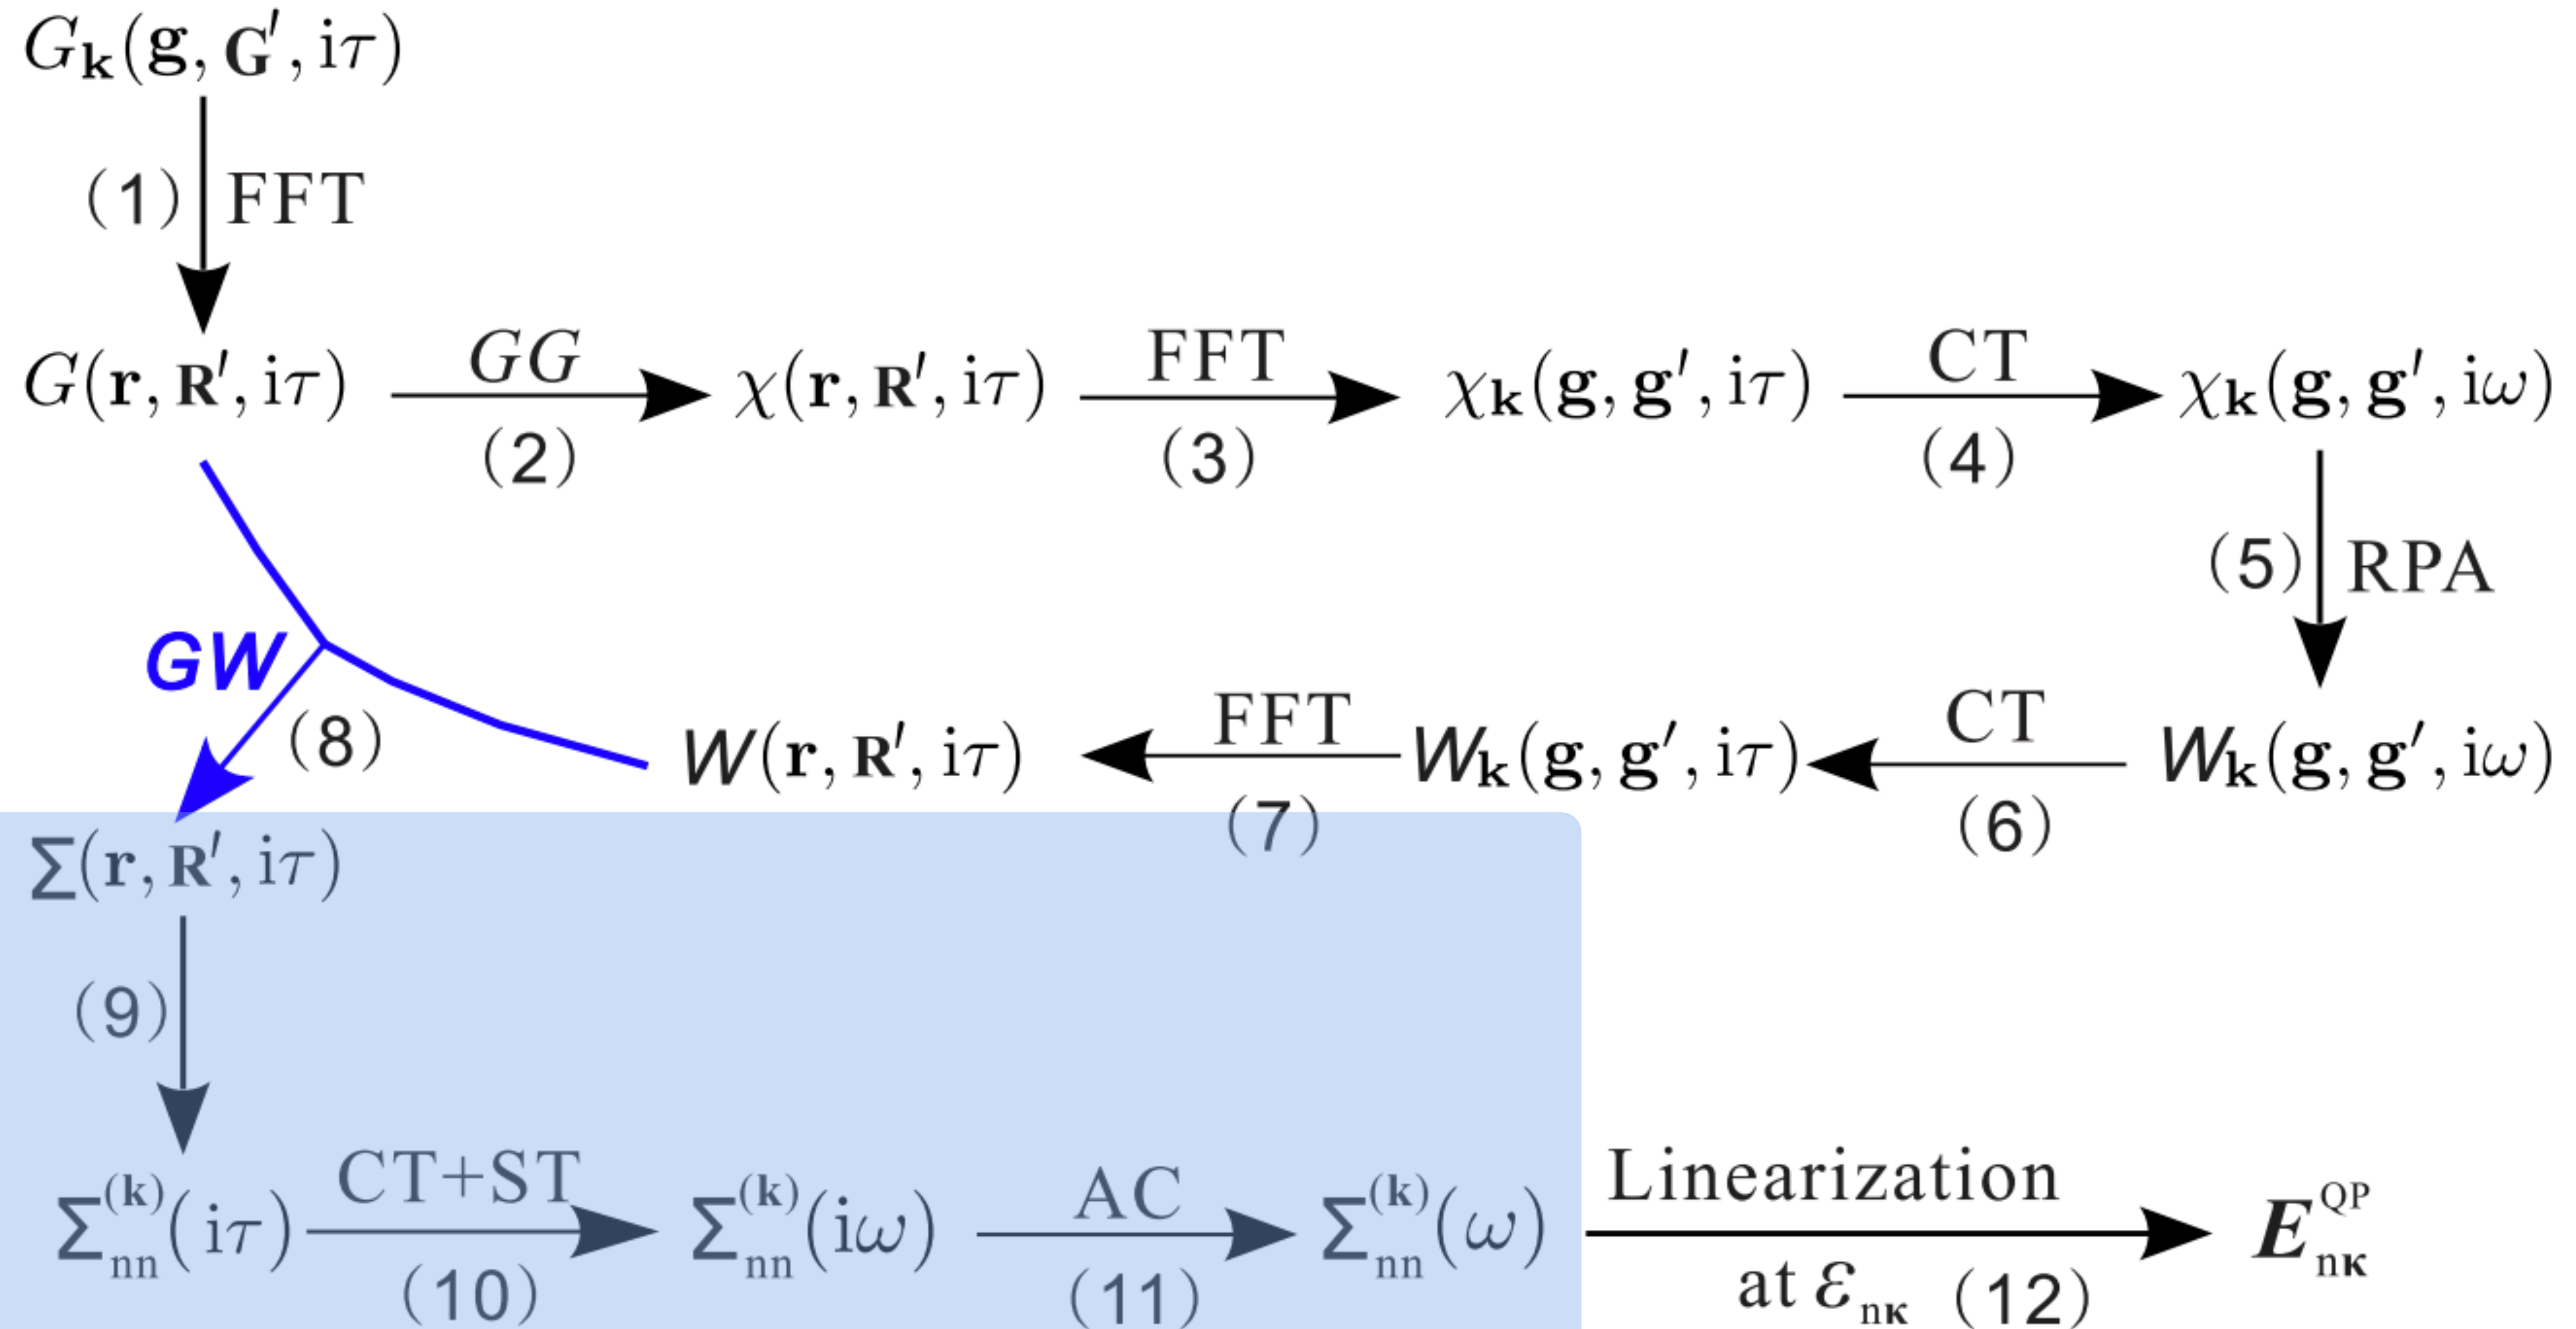 G_k(g, G′, iτ)
(1) FFT
GG FFT CT
G(r, R′, iτ) χ(r, R′, iτ) χ_k(g, g′, iτ) χ_k(g, g′, iω)
(2) (3) (4)
(5) RPA
GW
(8)
FFT CT
W(r, R′, iτ) W_k(g, g′, iτ) W_k(g, g′, iω)
(7) (6)
Σ(r, R′, iτ)
(9)
CT+ST AC Linearization
Σ_nn^(k)(iτ) Σ_nn^(k)(iω) Σ_nn^(k)(ω) E_nκ^QP
(10) (11) at ε_nκ (12)